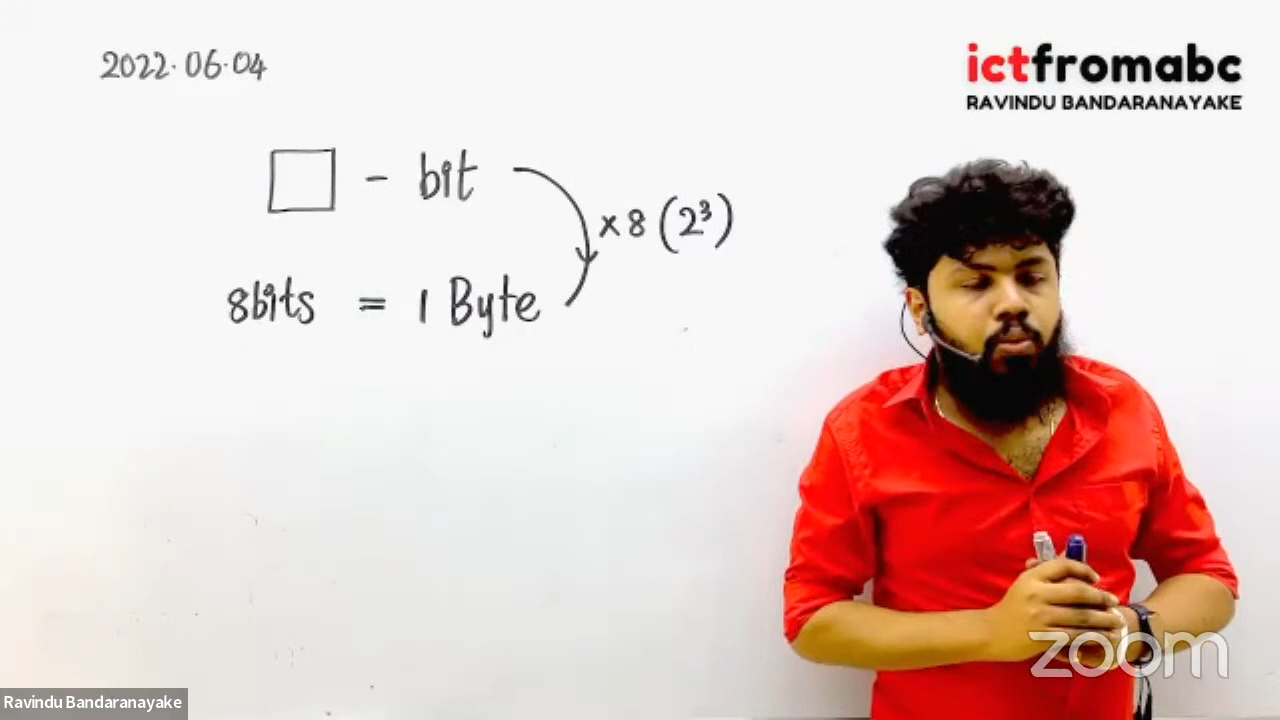 2022.06.04
ictfromabc
RAVINDU BANDARANAYAKE
□ - bit
×8 (2³)
8bits = 1 Byte
zoom
Ravindu Bandaranayake